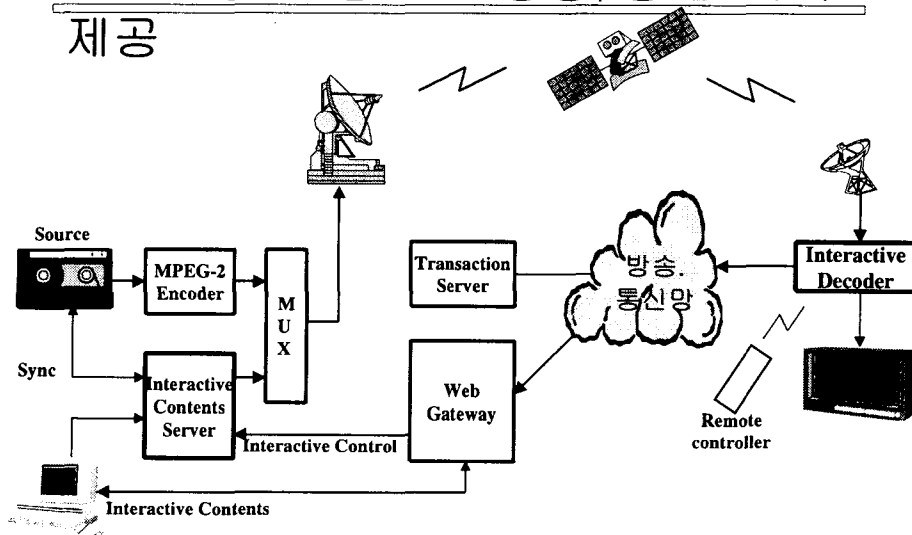 제공
Source
MPEG-2
Encoder
M
U
X
Sync
Interactive
Contents
Server
Transaction
Server
방송.
통신망
Interactive
Decoder
Web
Gateway
Remote
controller
Interactive Control
Interactive Contents